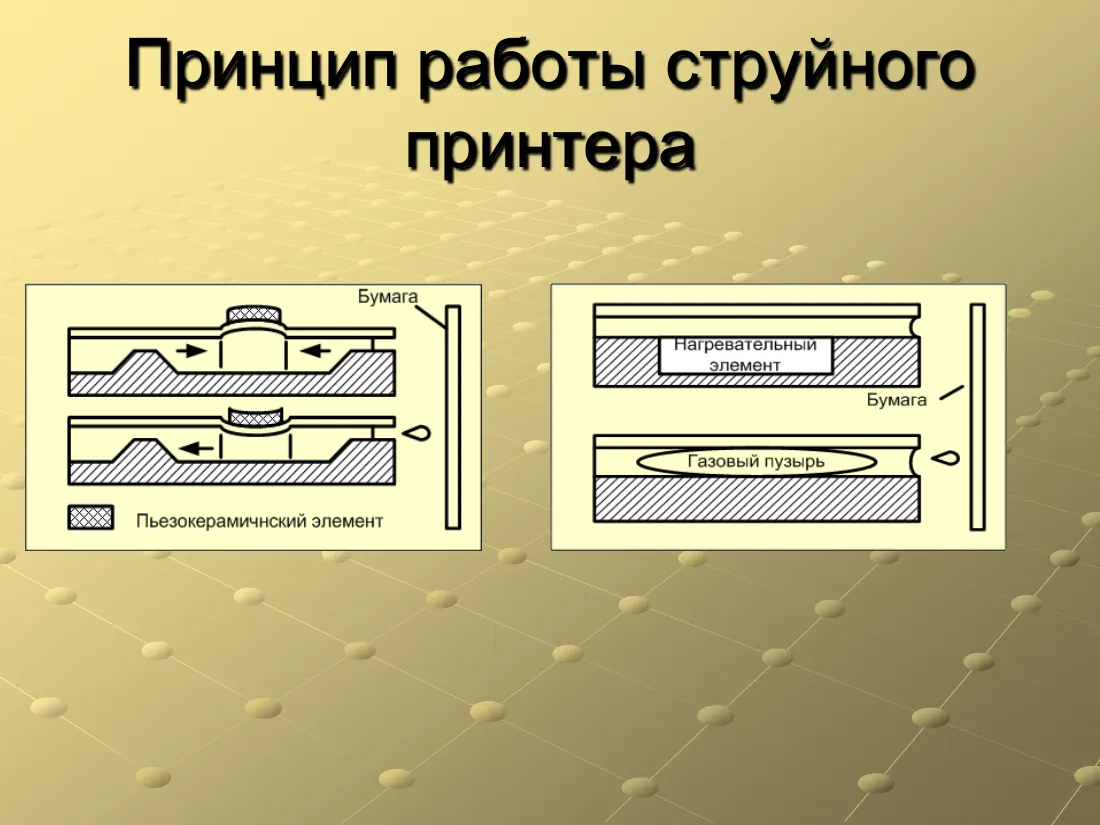 Принцип работы струйного
принтера
Бумага
Пьезокерамичнский элемент
Нагревательный
элемент
Бумага
Газовый пузырь